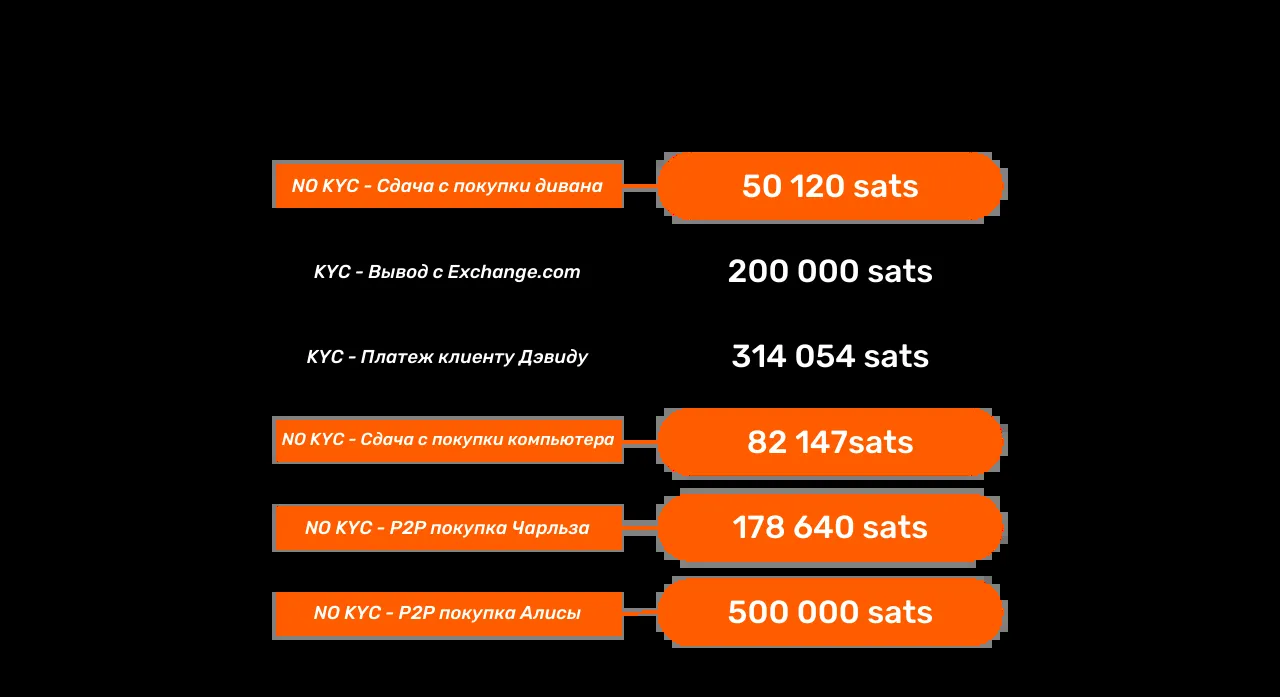 NO KYC - Сдача с покупки дивана 50 120 sats
KYC - Вывод с Exchange.com 200 000 sats
KYC - Платеж клиенту Дэвиду 314 054 sats
NO KYC - Сдача с покупки компьютера 82 147sats
NO KYC - P2P покупка Чарльза 178 640 sats
NO KYC - P2P покупка Алисы 500 000 sats